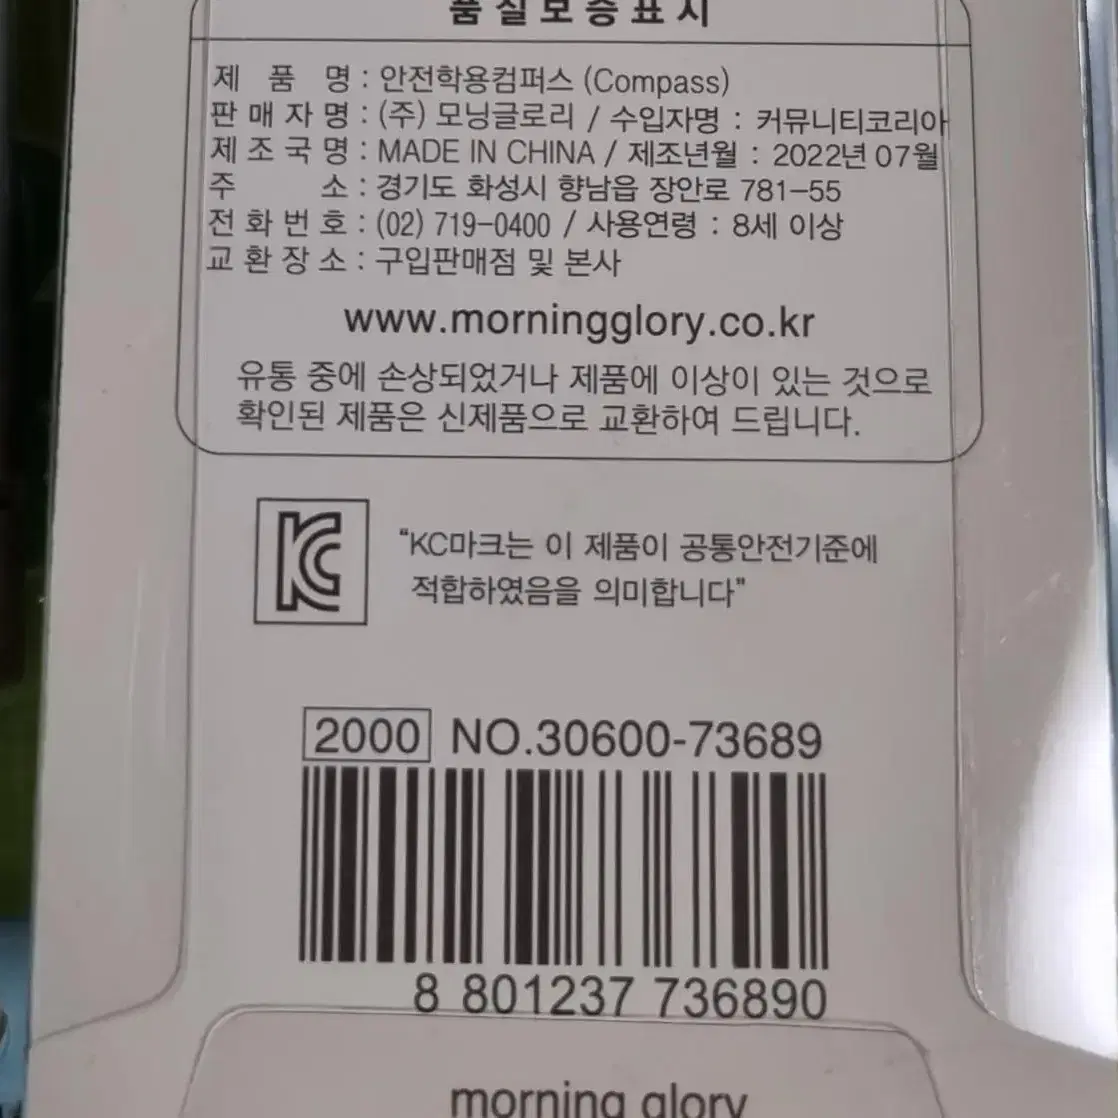 품질보증표시
제 품 명 : 안전학용컴퍼스 (Compass)
판매자명 : (주) 모닝글로리 / 수입자명 : 커뮤니티코리아
제조국명 : MADE IN CHINA / 제조년월 : 2022년 07월
주 소 : 경기도 화성시 향남읍 장안로 781-55
전화번호 : (02) 719-0400 / 사용연령 : 8세 이상
교환장소 : 구입판매점 및 본사
www.morningglory.co.kr
유통 중에 손상되었거나 제품에 이상이 있는 것으로
확인된 제품은 신제품으로 교환하여 드립니다.
KC
“KC마크는 이 제품이 공통안전기준에
적합하였음을 의미합니다”
2000 NO.30600-73689
8 801237 736890
morning glory